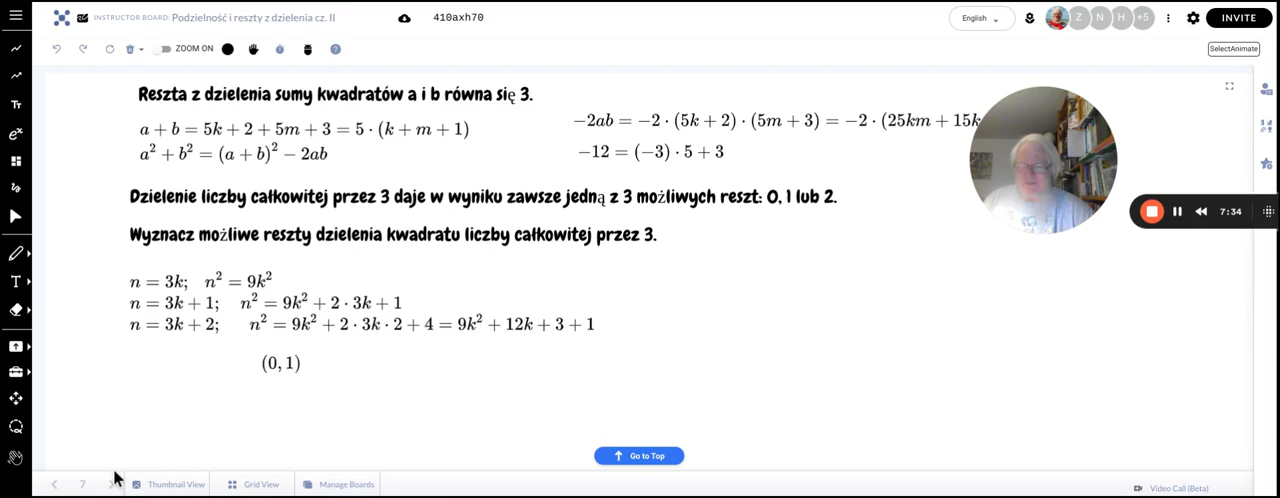 INSTRUCTOR BOARD: Podzielność i reszty z dzielenia cz. II
410axh70
English
Z N H +5
INVITE
ZOOM ON
SelectAnimate
Reszta z dzielenia sumy kwadratów a i b równa się 3.
a + b = 5k + 2 + 5m + 3 = 5 · (k + m + 1)
−2ab = −2 · (5k + 2) · (5m + 3) = −2 · (25km + 15k
a² + b² = (a + b)² − 2ab
−12 = (−3) · 5 + 3
Dzielenie liczby całkowitej przez 3 daje w wyniku zawsze jedną z 3 możliwych reszt: 0, 1 lub 2.
7:34
Wyznacz możliwe reszty dzielenia kwadratu liczby całkowitej przez 3.
n = 3k; n² = 9k²
n = 3k + 1; n² = 9k² + 2 · 3k + 1
n = 3k + 2; n² = 9k² + 2 · 3k · 2 + 4 = 9k² + 12k + 3 + 1
(0, 1)
Go to Top
7
Thumbnail View
Grid View
Manage Boards
Video Call (Beta)